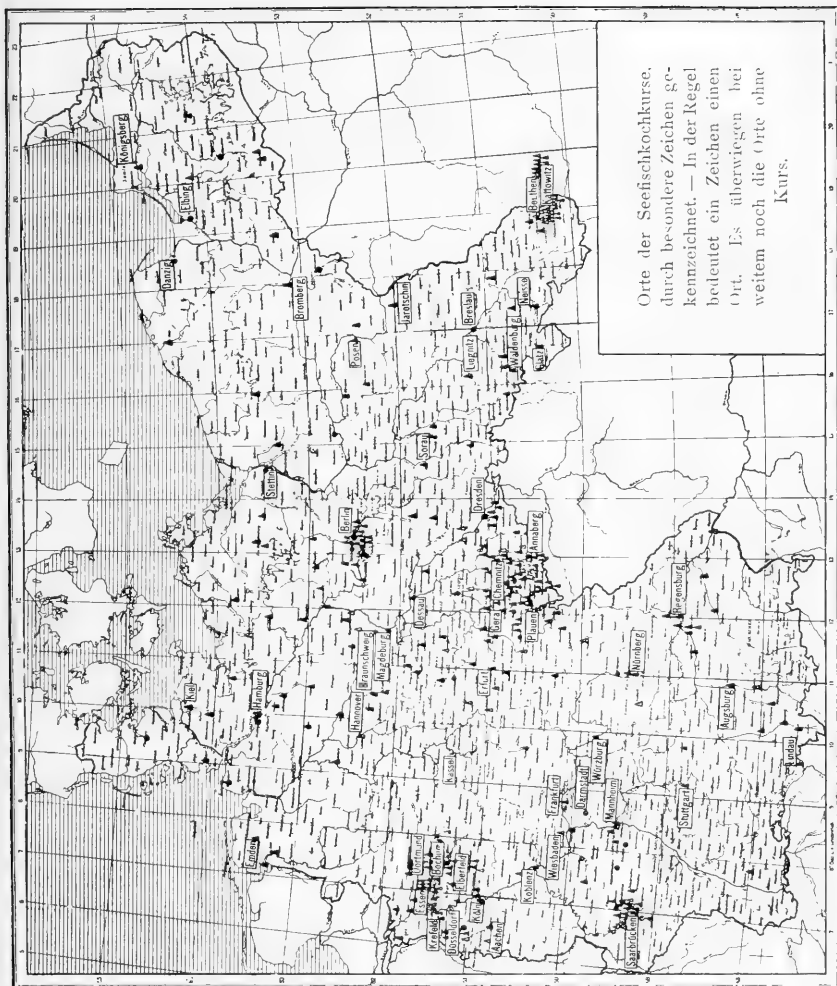 Orte der Seefischkochkurse,
durch besondere Zeichen ge-
kennzeichnet. — In der Regel
bedeutet ein Zeichen einen
Ort. Es überwiegen bei
weitem noch die Orte ohne
Kurs.
Königsberg
Elbing
Danzig
Bromberg
Posen
Jarotschin
Beuthen
Kattowitz
Breslau
Neisse
Liegnitz
Waldenburg
Glatz
Sorau
Stettin
Berlin
Dresden
Annaberg
Chemnitz
Dessau
Gera
Plauen
Regensburg
Kiel
Hamburg
Hannover
Braunschweig
Magdeburg
Erfurt
Nürnberg
Augsburg
Lindau
Kassel
Frankfurt
Darmstadt
Würzburg
Mannheim
Stuttgart
Wiesbaden
Koblenz
Emden
Dortmund
Bochum
Essen
Elberfeld
Krefeld
Düsseldorf
Köln
Aachen
Saarbrücken